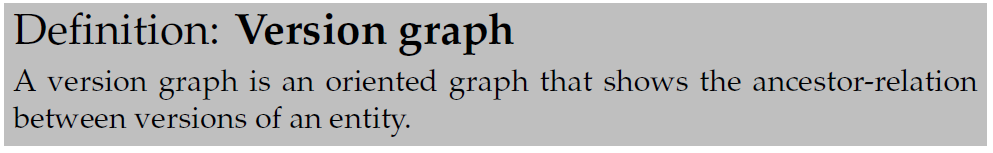 Definition: Version graph
A version graph is an oriented graph that shows the ancestor-relation
between versions of an entity.